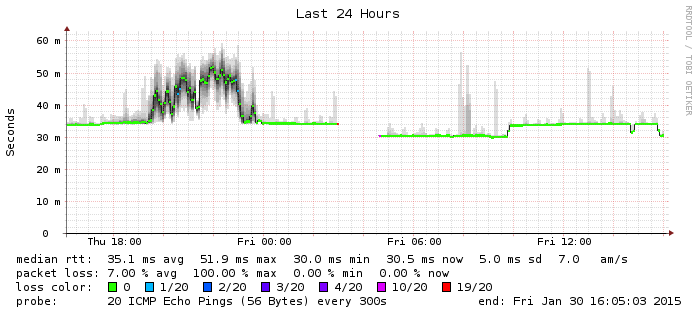 Last 24 Hours
RRDTOOL / TOBI OETIKER
Seconds
60 m
50 m
40 m
30 m
20 m
10 m
0
Thu 18:00 Fri 00:00 Fri 06:00 Fri 12:00
median rtt: 35.1 ms avg 51.9 ms max 30.0 ms min 30.5 ms now 5.0 ms sd 7.0 am/s
packet loss: 7.00 % avg 100.00 % max 0.00 % min 0.00 % now
loss color: 0 1/20 2/20 3/20 4/20 10/20 19/20
probe: 20 ICMP Echo Pings (56 Bytes) every 300s end: Fri Jan 30 16:05:03 2015